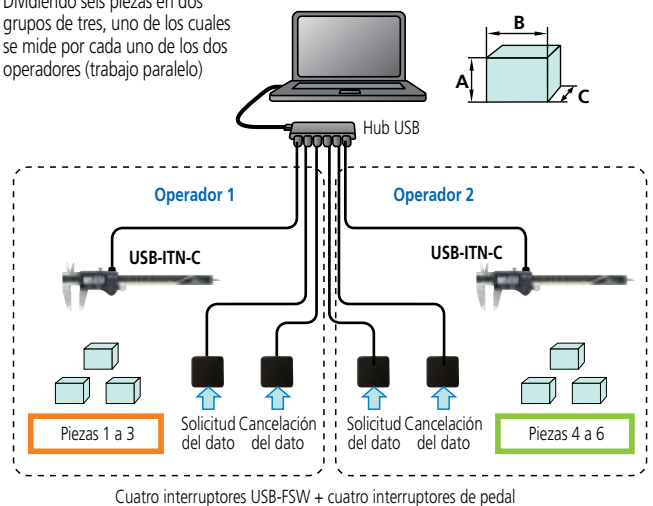 Dividiendo seis piezas en dos
grupos de tres, uno de los cuales
se mide por cada uno de los dos
operadores (trabajo paralelo)
B
A
C
Hub USB
Operador 1
Operador 2
USB-ITN-C
USB-ITN-C
Solicitud del dato
Cancelación del dato
Solicitud del dato
Cancelación del dato
Piezas 1 a 3
Piezas 4 a 6
Cuatro interruptores USB-FSW + cuatro interruptores de pedal